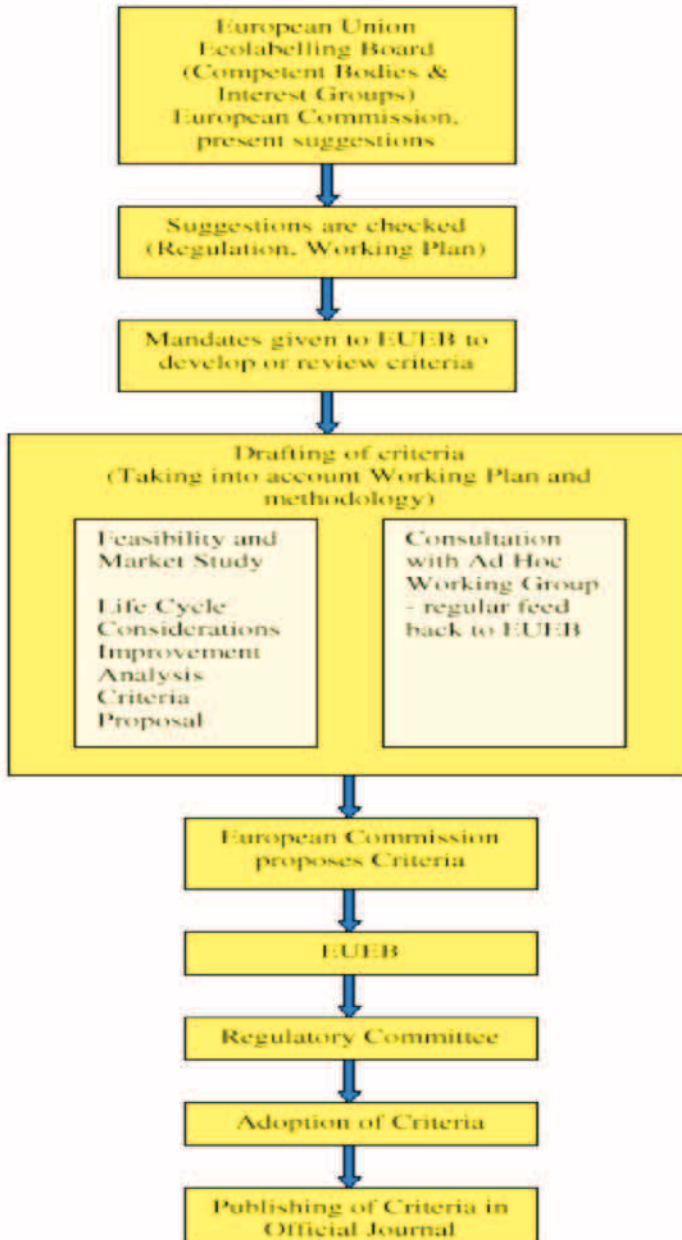 European Union
Ecolabelling Board
(Competent Bodies &
Interest Groups)
European Commission,
present suggestions
Suggestions are checked
(Regulation, Working Plan)
Mandates given to EUEB to
develop or review criteria
Drafting of criteria
(Taking into account Working Plan and
methodology)
Feasibility and
Market Study
Life Cycle
Considerations
Improvement
Analysis
Criteria
Proposal
Consultation
with Ad Hoc
Working Group
- regular feed
back to EUEB
European Commission
proposes Criteria
EUEB
Regulatory Committee
Adoption of Criteria
Publishing of Criteria in
Official Journal